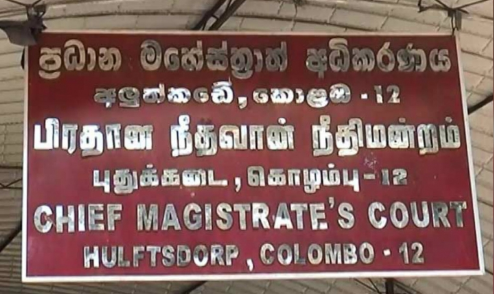 ප්‍රධාන මහේස්ත්‍රාත් අධිකරණය
අලුත්කඩේ, කොළඹ - 12
பிரதான நீதவான் நீதிமன்றம்
புதுக்கடை, கொழம்பு - 12
CHIEF MAGISTRATE'S COURT
HULFTSDORP, COLOMBO - 12